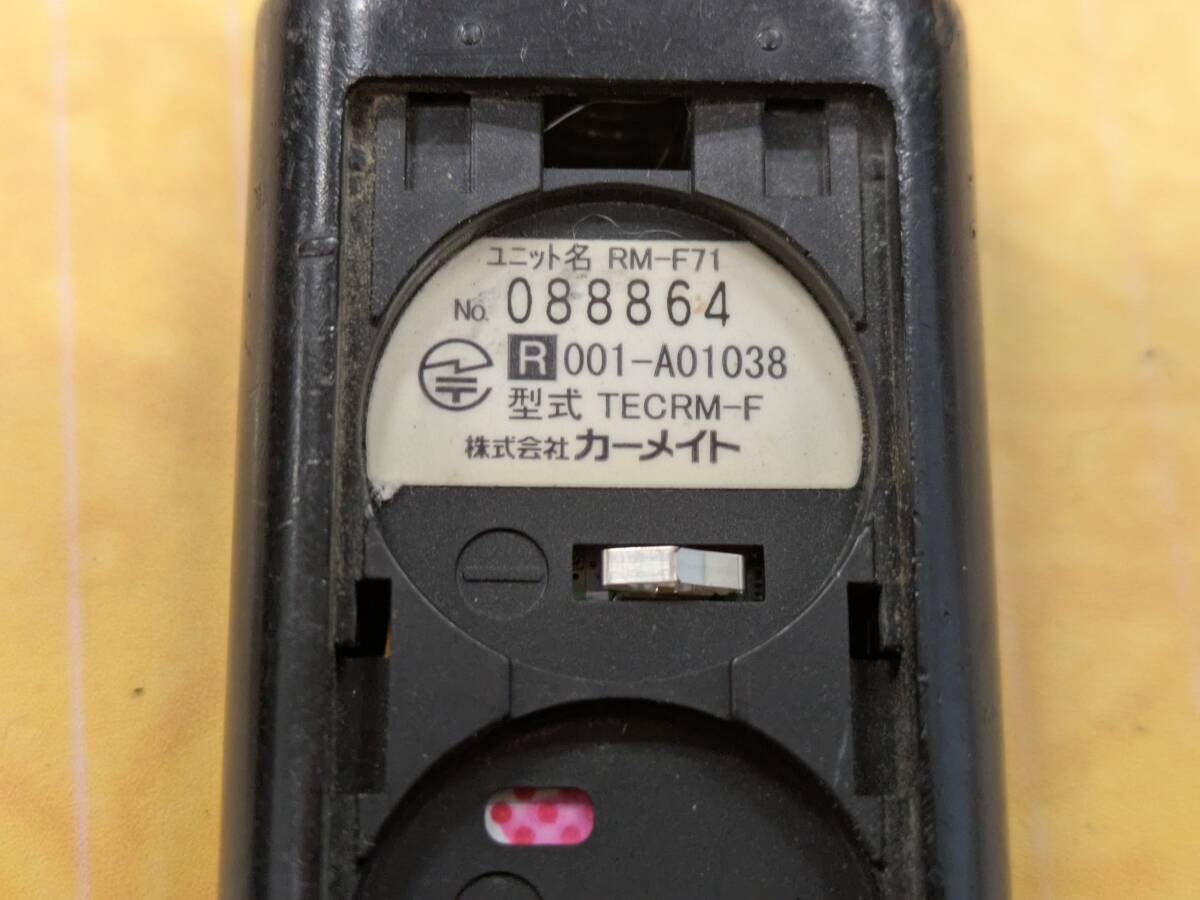 ユニット名 RM-F71
No. 088864
R 001-A01038
型式 TECRM-F
株式会社 カーメイト